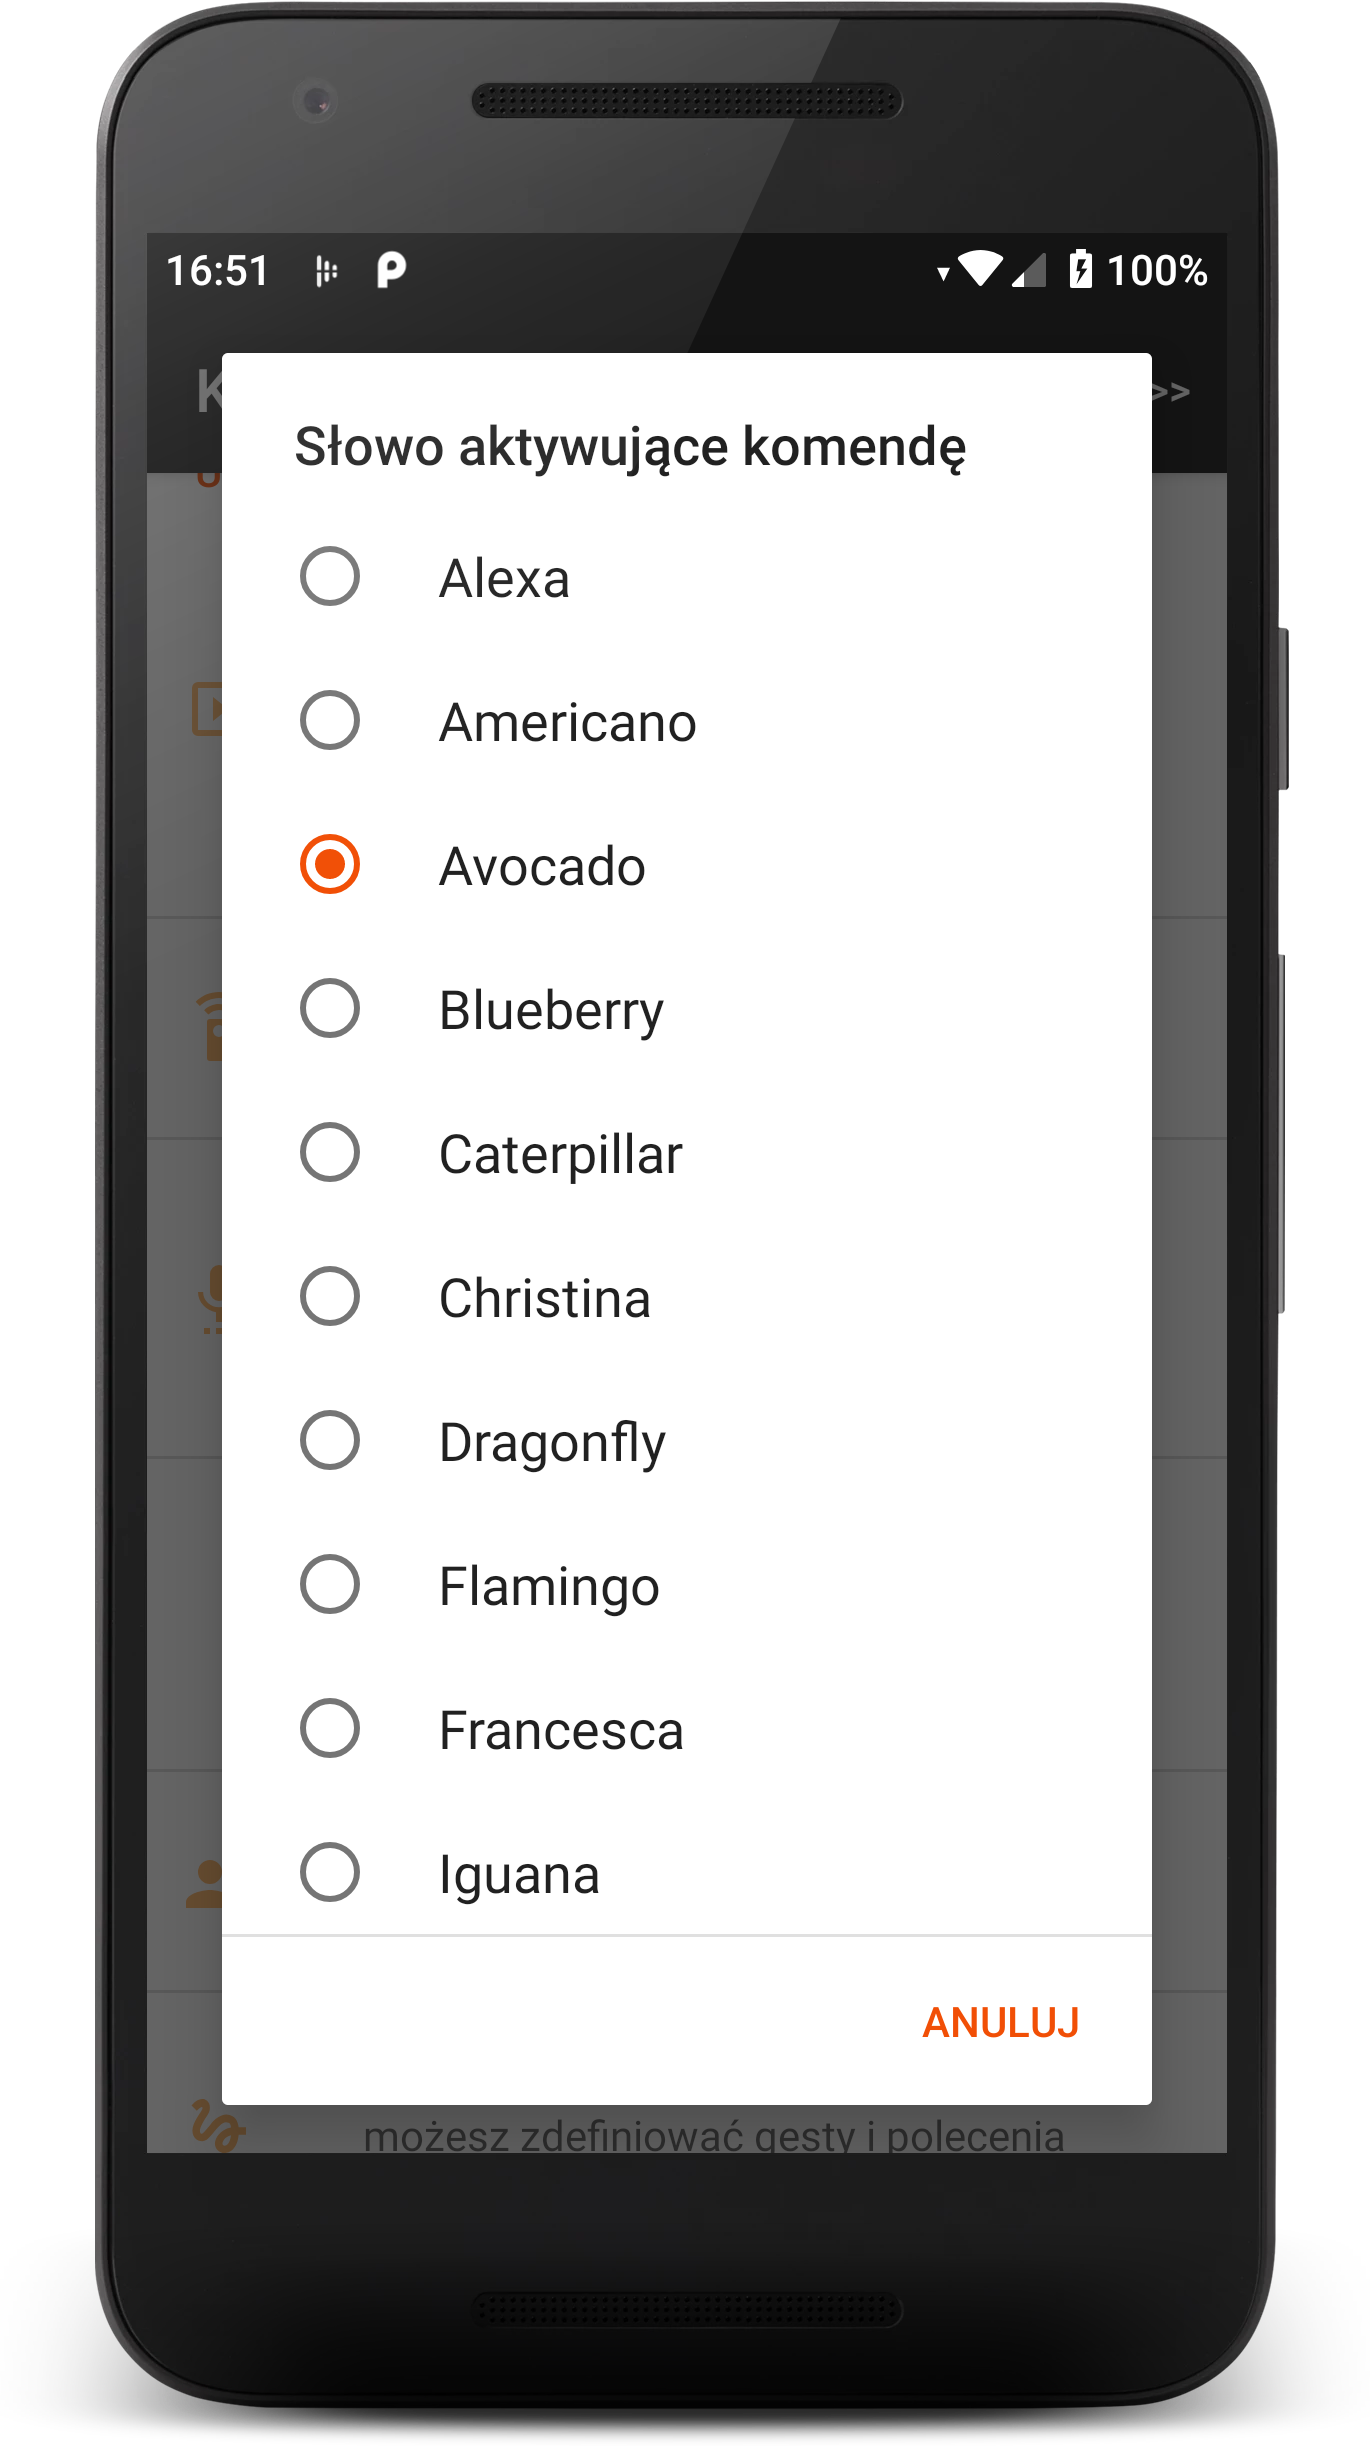 16:51
100%
K
>>
Słowo aktywujące komendę
Alexa
Americano
Avocado
Blueberry
Caterpillar
Christina
Dragonfly
Flamingo
Francesca
Iguana
ANULUJ
możesz zdefiniować gesty i polecenia